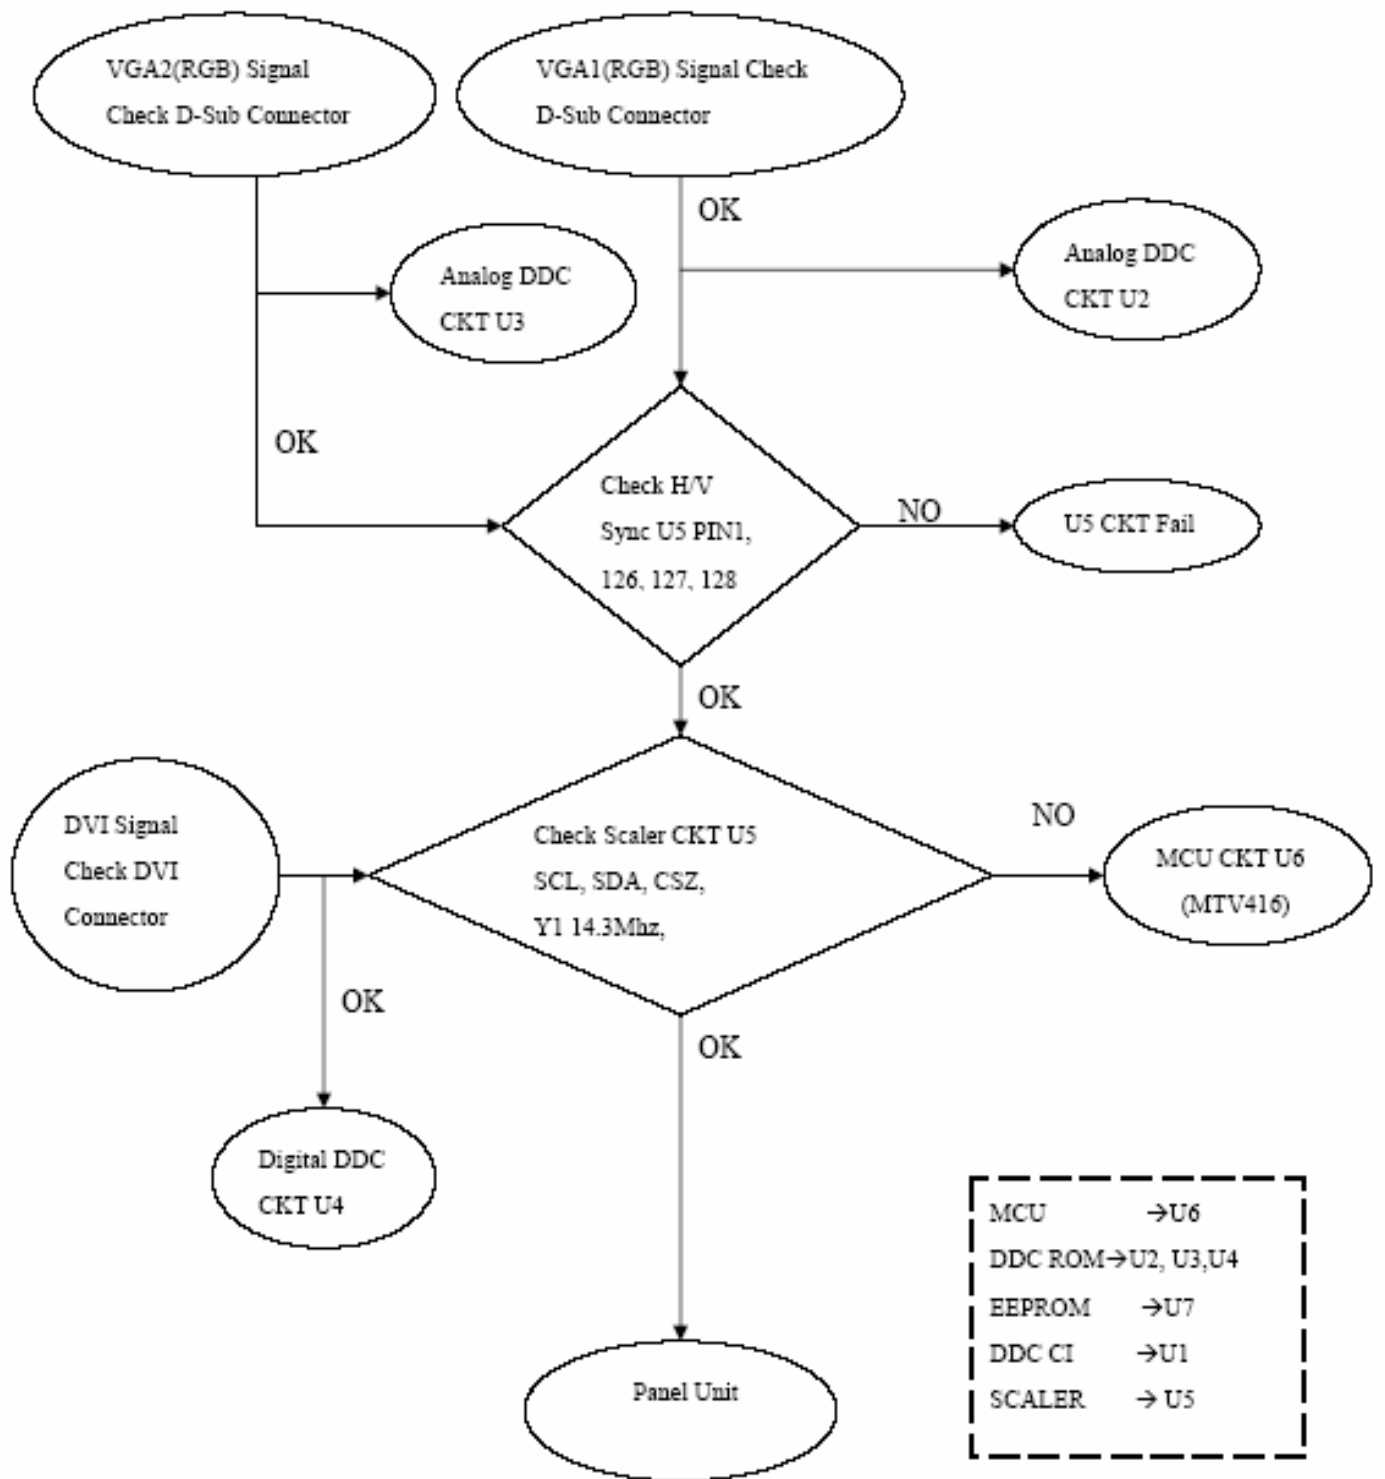 VGA2(RGB) Signal
Check D-Sub Connector
VGA1(RGB) Signal Check
D-Sub Connector
OK
Analog DDC
CKT U3
Analog DDC
CKT U2
OK
Check H/V
Sync U5 PIN1,
126, 127, 128
NO
U5 CKT Fail
OK
DVI Signal
Check DVI
Connector
Check Scaler CKT U5
SCL, SDA, CSZ,
Y1 14.3Mhz,
NO
MCU CKT U6
(MTV416)
OK
OK
Digital DDC
CKT U4
Panel Unit
MCU →U6
DDC ROM→U2, U3,U4
EEPROM →U7
DDC CI →U1
SCALER → U5